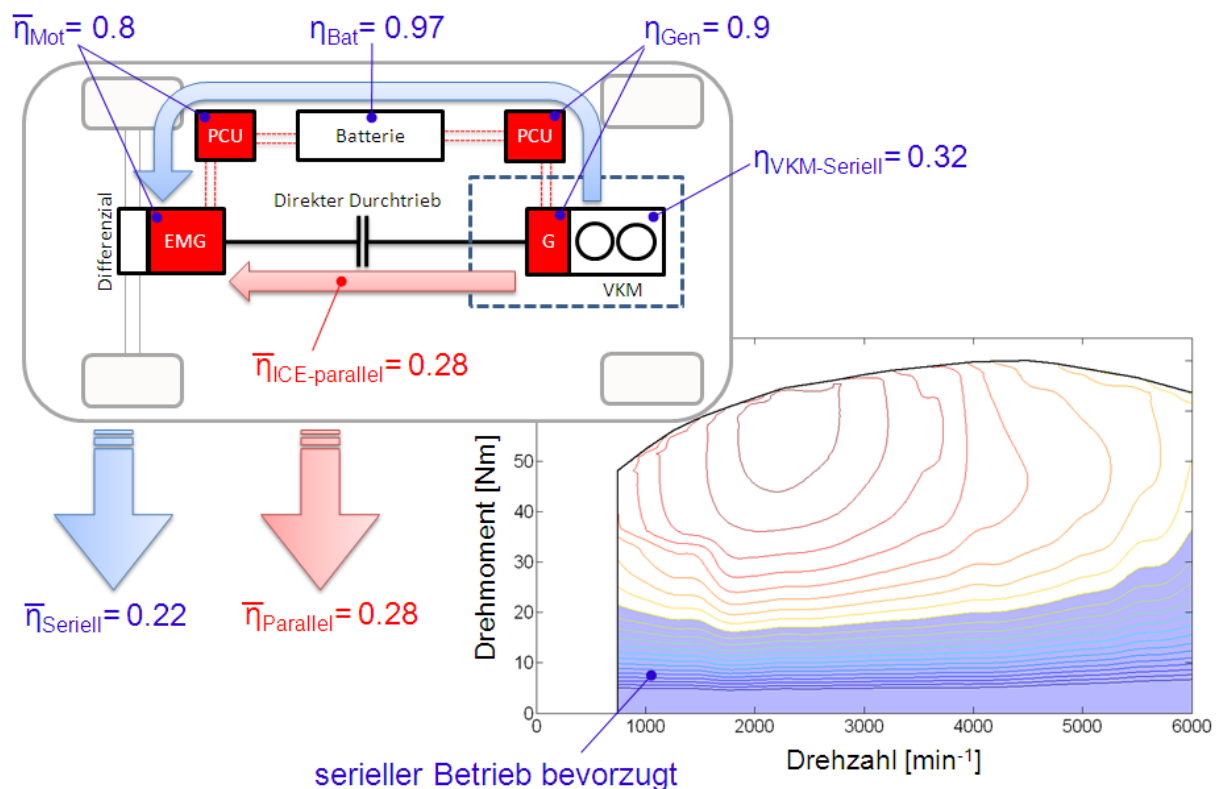 η̅Mot= 0.8
ηBat= 0.97
ηGen= 0.9
PCU
Batterie
PCU
ηVKM-Seriell= 0.32
Direkter Durchtrieb
Differenzial
EMG
G
VKM
η̅ICE-parallel= 0.28
η̅Seriell= 0.22
η̅Parallel= 0.28
Drehmoment [Nm]
50
40
30
20
10
0
0
1000
2000
3000
4000
5000
6000
Drehzahl [min-1]
serieller Betrieb bevorzugt